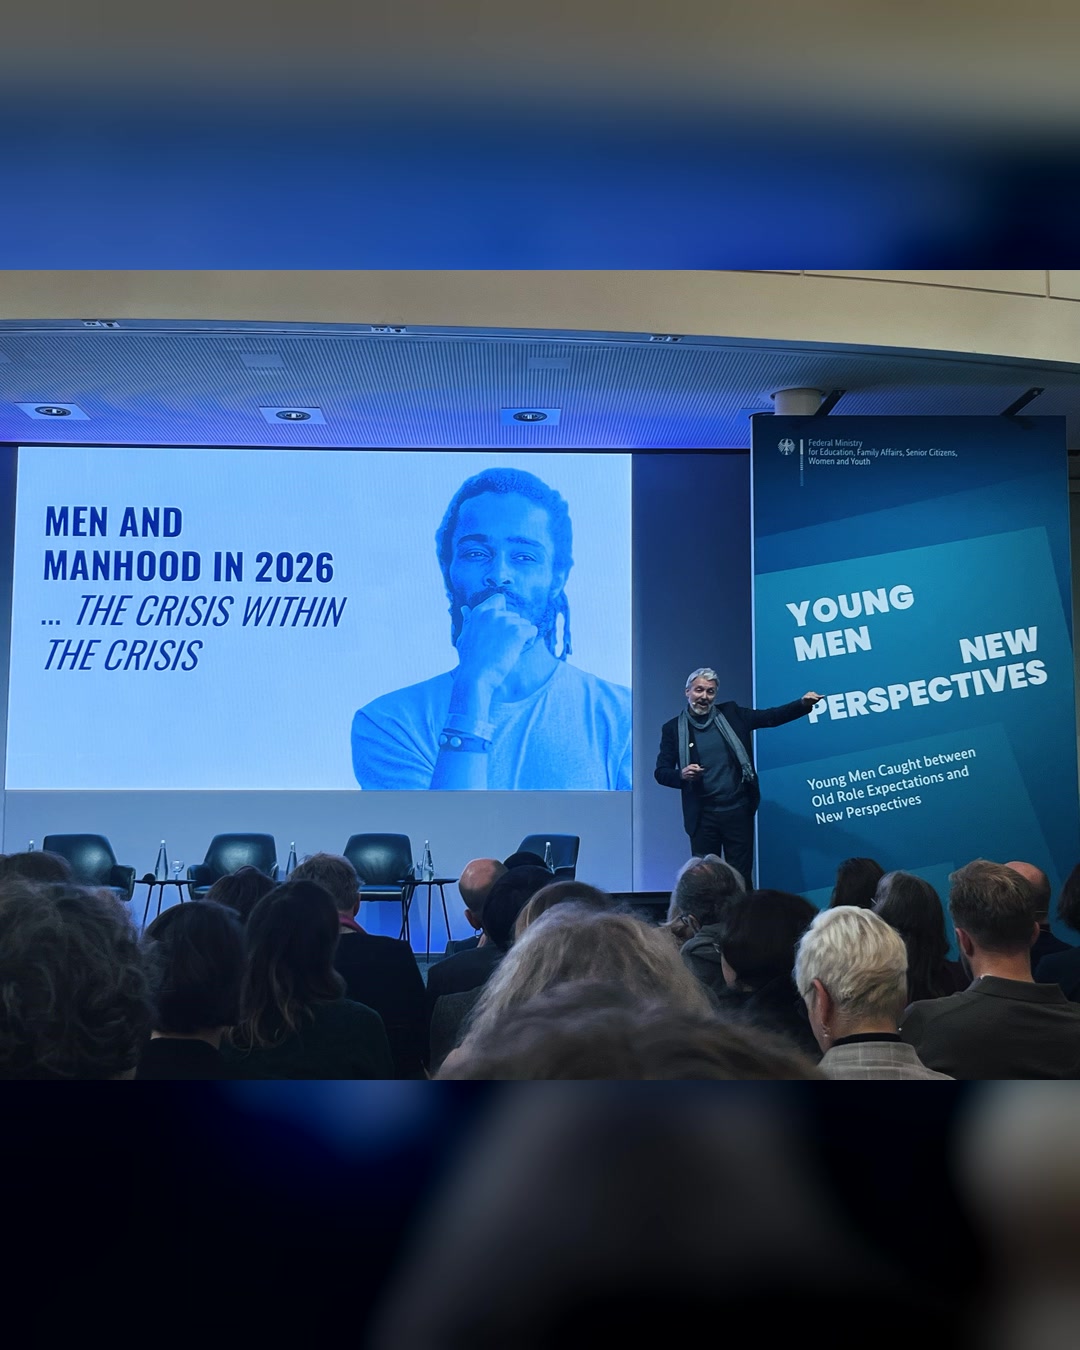 MEN AND
MANHOOD IN 2026
... THE CRISIS WITHIN
THE CRISIS
Federal Ministry
for Education, Family Affairs, Senior Citizens,
Women and Youth
YOUNG
MEN
NEW
PERSPECTIVES
Young Men Caught between
Old Role Expectations and
New Perspectives